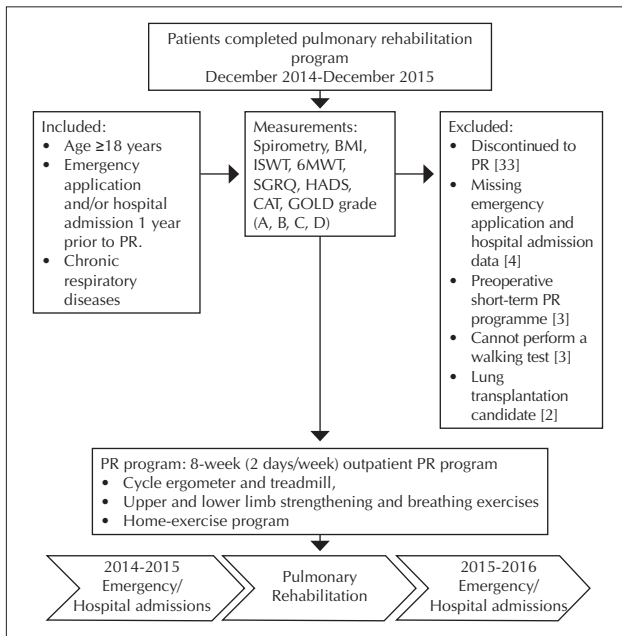 Patients completed pulmonary rehabilitation
program
December 2014-December 2015
Included:
• Age ≥18 years
• Emergency
application
and/or hospital
admission 1 year
prior to PR.
• Chronic
respiratory
diseases
Measurements:
Spirometry, BMI,
ISWT, 6MWT,
SGRQ, HADS,
CAT, GOLD grade
(A, B, C, D)
Excluded:
• Discontinued to
PR [33]
• Missing
emergency
application and
hospital admission
data [4]
• Preoperative
short-term PR
programme [3]
• Cannot perform a
walking test [3]
• Lung
transplantation
candidate [2]
PR program: 8-week (2 days/week) outpatient PR program
• Cycle ergometer and treadmill,
• Upper and lower limb strengthening and breathing exercises
• Home-exercise program
2014-2015
Emergency/
Hospital admissions
Pulmonary
Rehabilitation
2015-2016
Emergency/
Hospital admissions